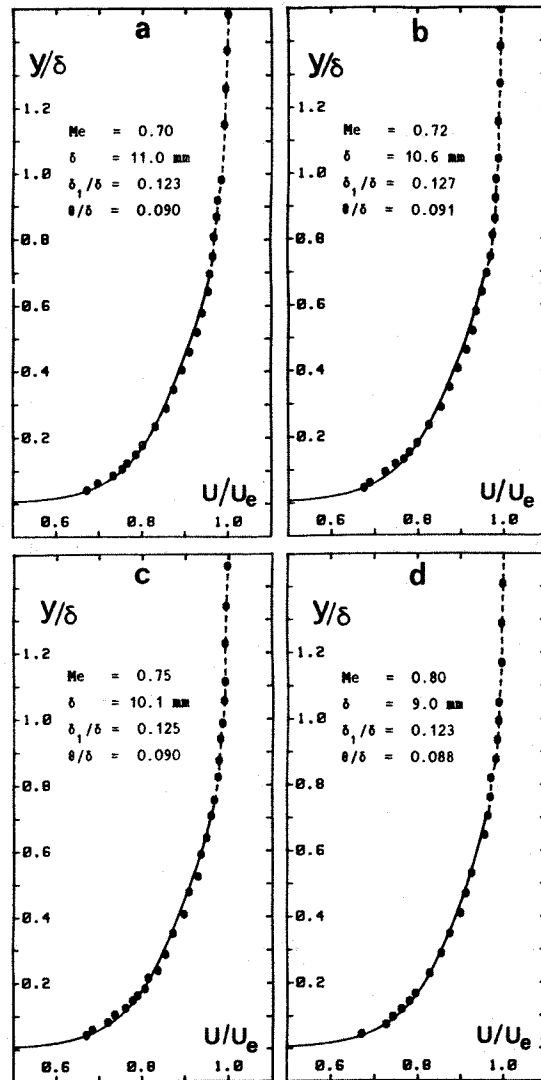 a
y/δ
1.2
Me = 0.70
δ = 11.0 mm
1.0
δ₁/δ = 0.123
θ/δ = 0.090
0.8
0.6
0.4
0.2
U/Uₑ
0.6 0.8 1.0
b
y/δ
1.2
Me = 0.72
δ = 10.6 mm
1.0
δ₁/δ = 0.127
θ/δ = 0.091
0.8
0.6
0.4
0.2
U/Uₑ
0.6 0.8 1.0
c
y/δ
1.2
Me = 0.75
δ = 10.1 mm
1.0
δ₁/δ = 0.125
θ/δ = 0.090
0.8
0.6
0.4
0.2
U/Uₑ
0.6 0.8 1.0
d
y/δ
1.2
Me = 0.80
δ = 9.0 mm
1.0
δ₁/δ = 0.123
θ/δ = 0.088
0.8
0.6
0.4
0.2
U/Uₑ
0.6 0.8 1.0